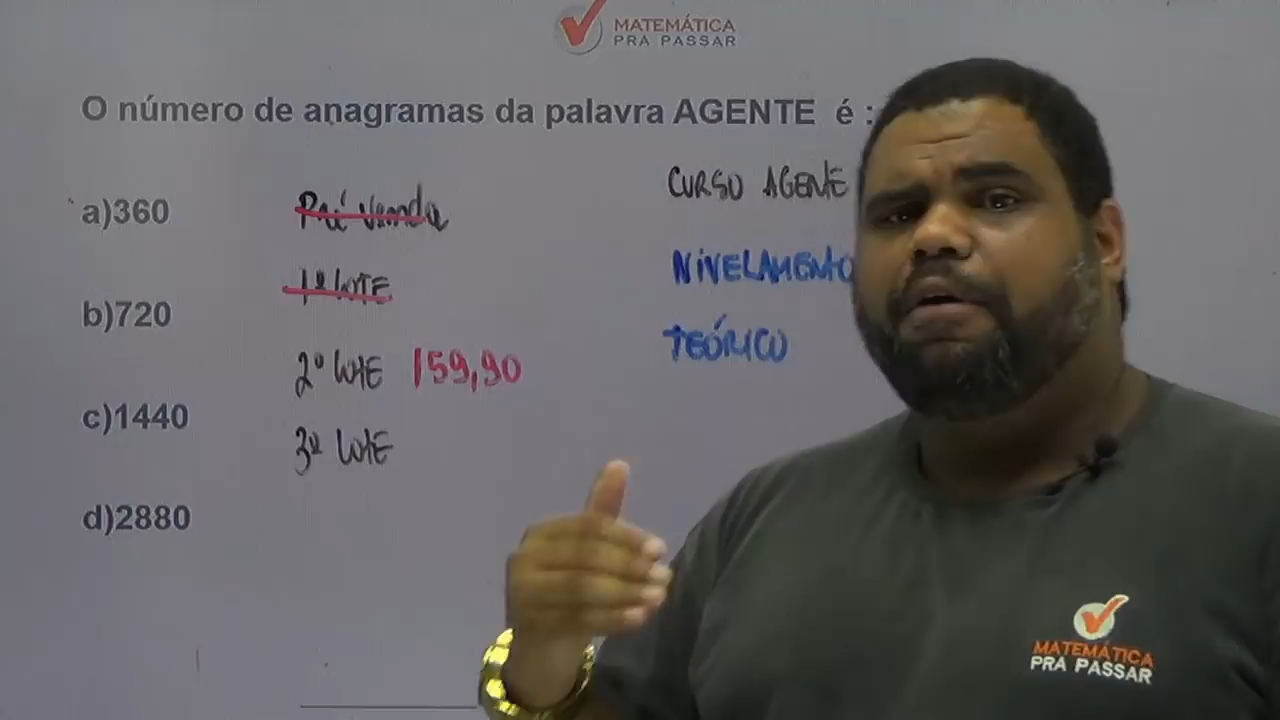 MATEMÁTICA
PRA PASSAR
O número de anagramas da palavra AGENTE é :
a)360
b)720
c)1440
d)2880
Pré Venda
1º LOTE
2º LOTE 159,90
3º LOTE
CURSO AGENTE
NIVELAMENTO
TEÓRICO
MATEMÁTICA
PRA PASSAR